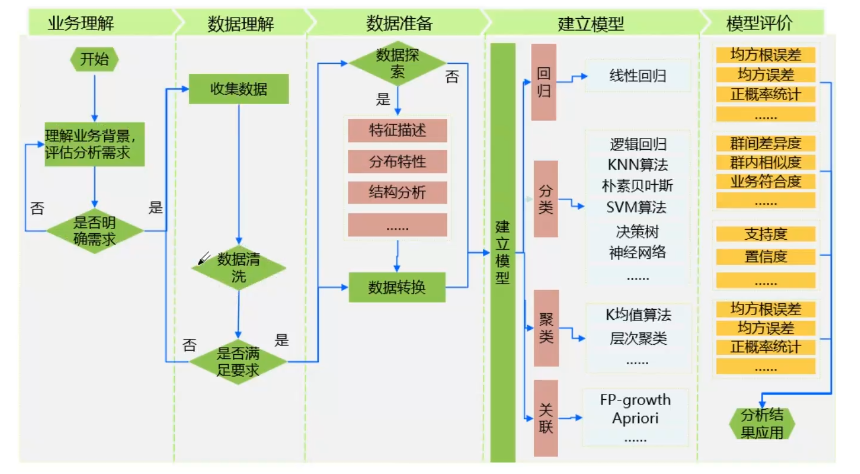 业务理解
数据理解
数据准备
建立模型
模型评价
开始
理解业务背景，
评估分析需求
否
是否明
确需求
是
收集数据
数据清
洗
否
是
是否满
足要求
数据探
索
否
是
特征描述
分布特性
结构分析
......
数据转换
建立模型
回归
线性回归
分类
逻辑回归
KNN算法
朴素贝叶斯
SVM算法
决策树
神经网络
......
聚类
K均值算法
层次聚类
......
关联
FP-growth
Apriori
......
均方根误差
均方误差
正概率统计
......
群间差异度
群内相似度
业务符合度
......
支持度
置信度
......
均方根误差
均方误差
正概率统计
......
分析结
果应用